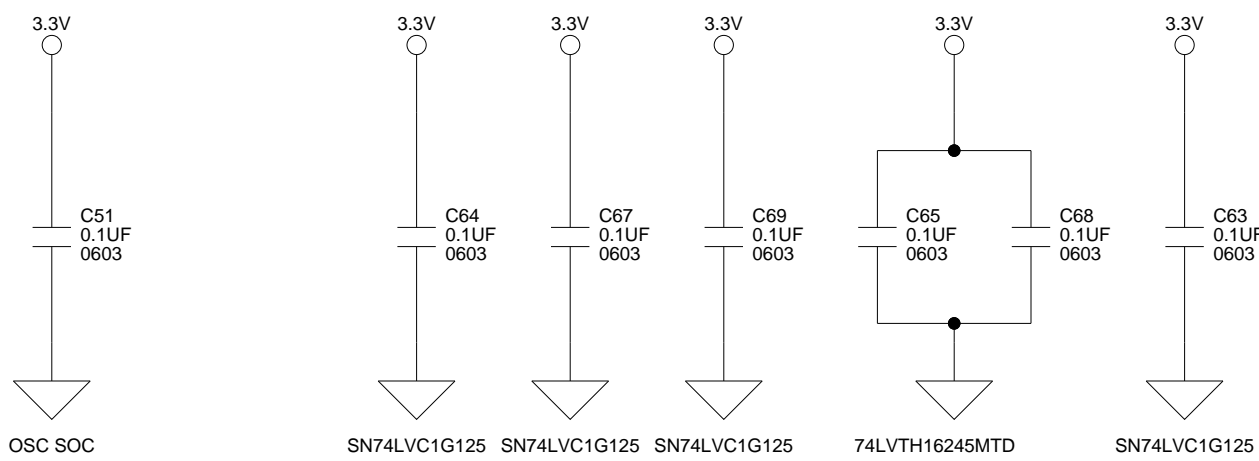 3.3V
3.3V
3.3V
3.3V
3.3V
3.3V
C51
0.1UF
0603
C64
0.1UF
0603
C67
0.1UF
0603
C69
0.1UF
0603
C65
0.1UF
0603
C68
0.1UF
0603
C63
0.1UF
0603
OSC SOC
SN74LVC1G125
SN74LVC1G125
SN74LVC1G125
74LVTH16245MTD
SN74LVC1G125